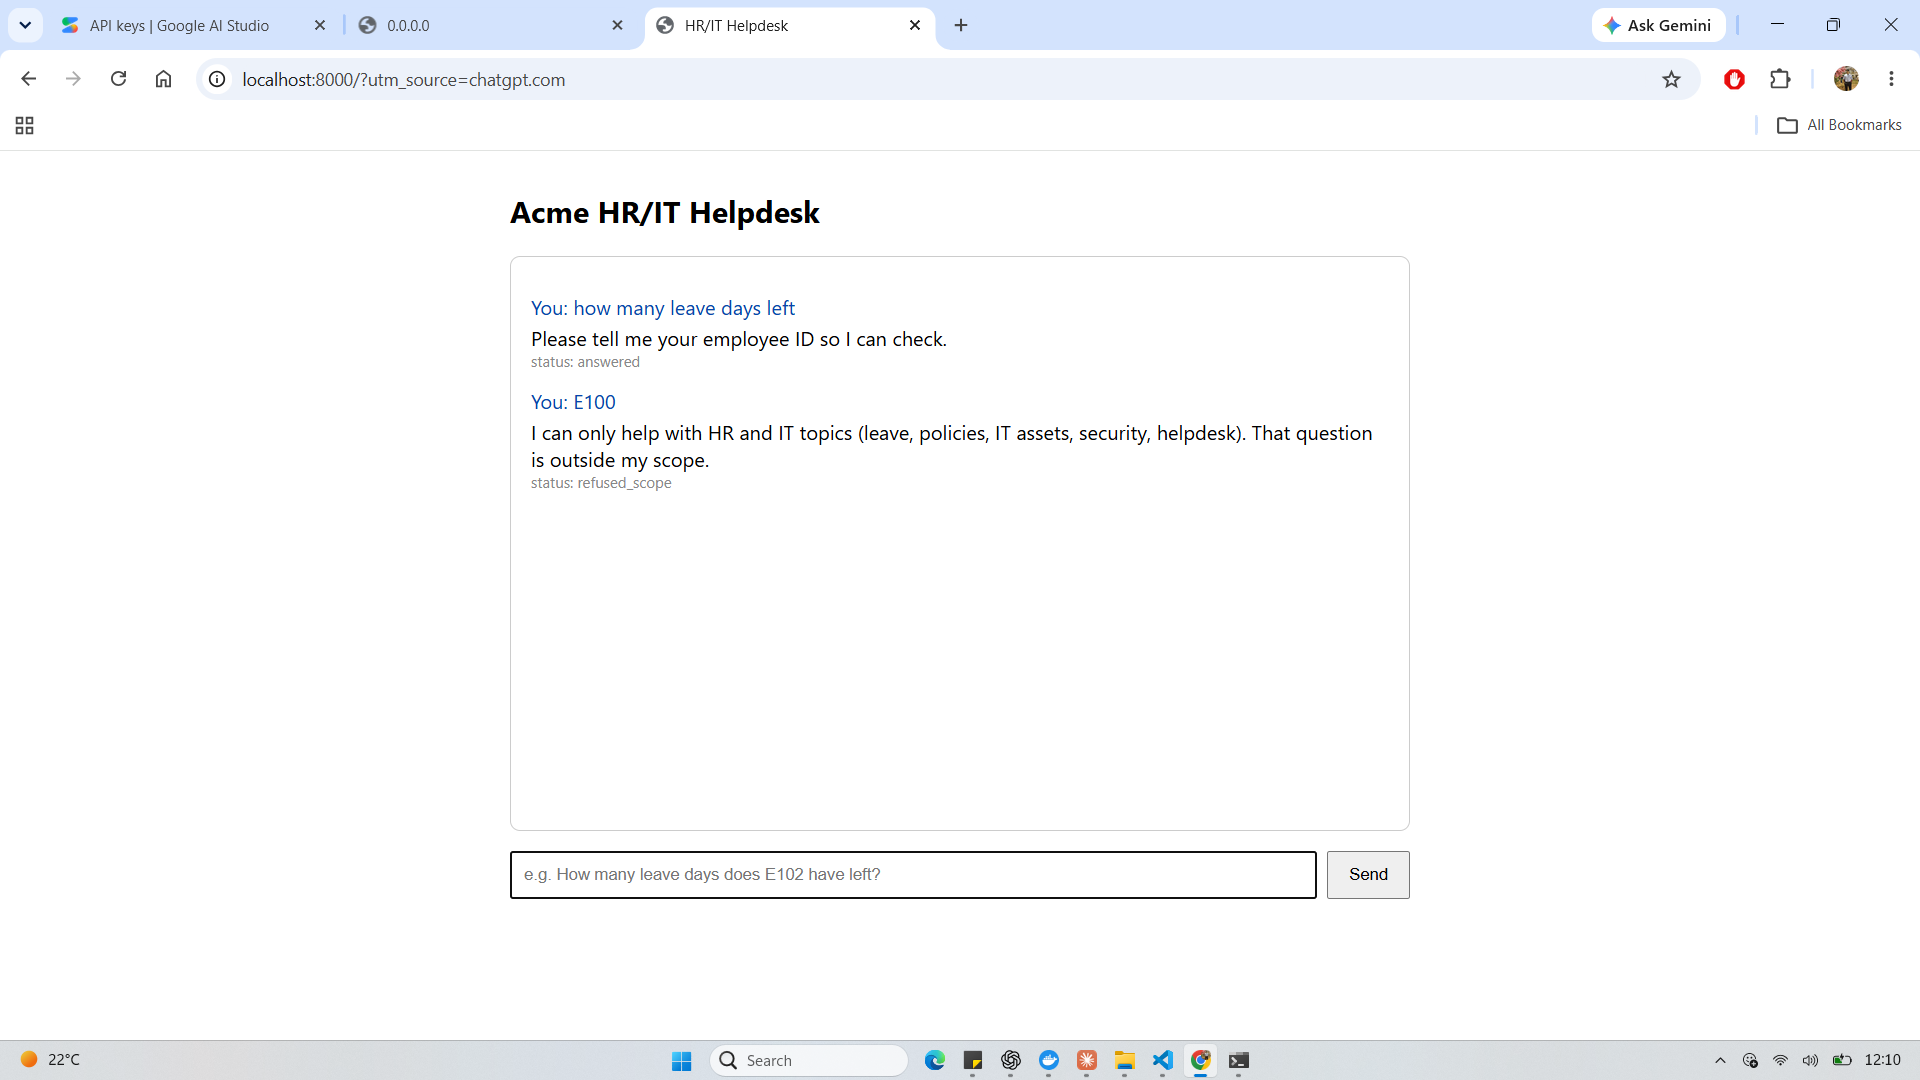 API keys | Google AI Studio
0.0.0.0
HR/IT Helpdesk
Ask Gemini
localhost:8000/?utm_source=chatgpt.com
All Bookmarks
Acme HR/IT Helpdesk
You: how many leave days left
Please tell me your employee ID so I can check.
status: answered
You: E100
I can only help with HR and IT topics (leave, policies, IT assets, security, helpdesk). That question
is outside my scope.
status: refused_scope
e.g. How many leave days does E102 have left?
Send
22°C
Search
12:10